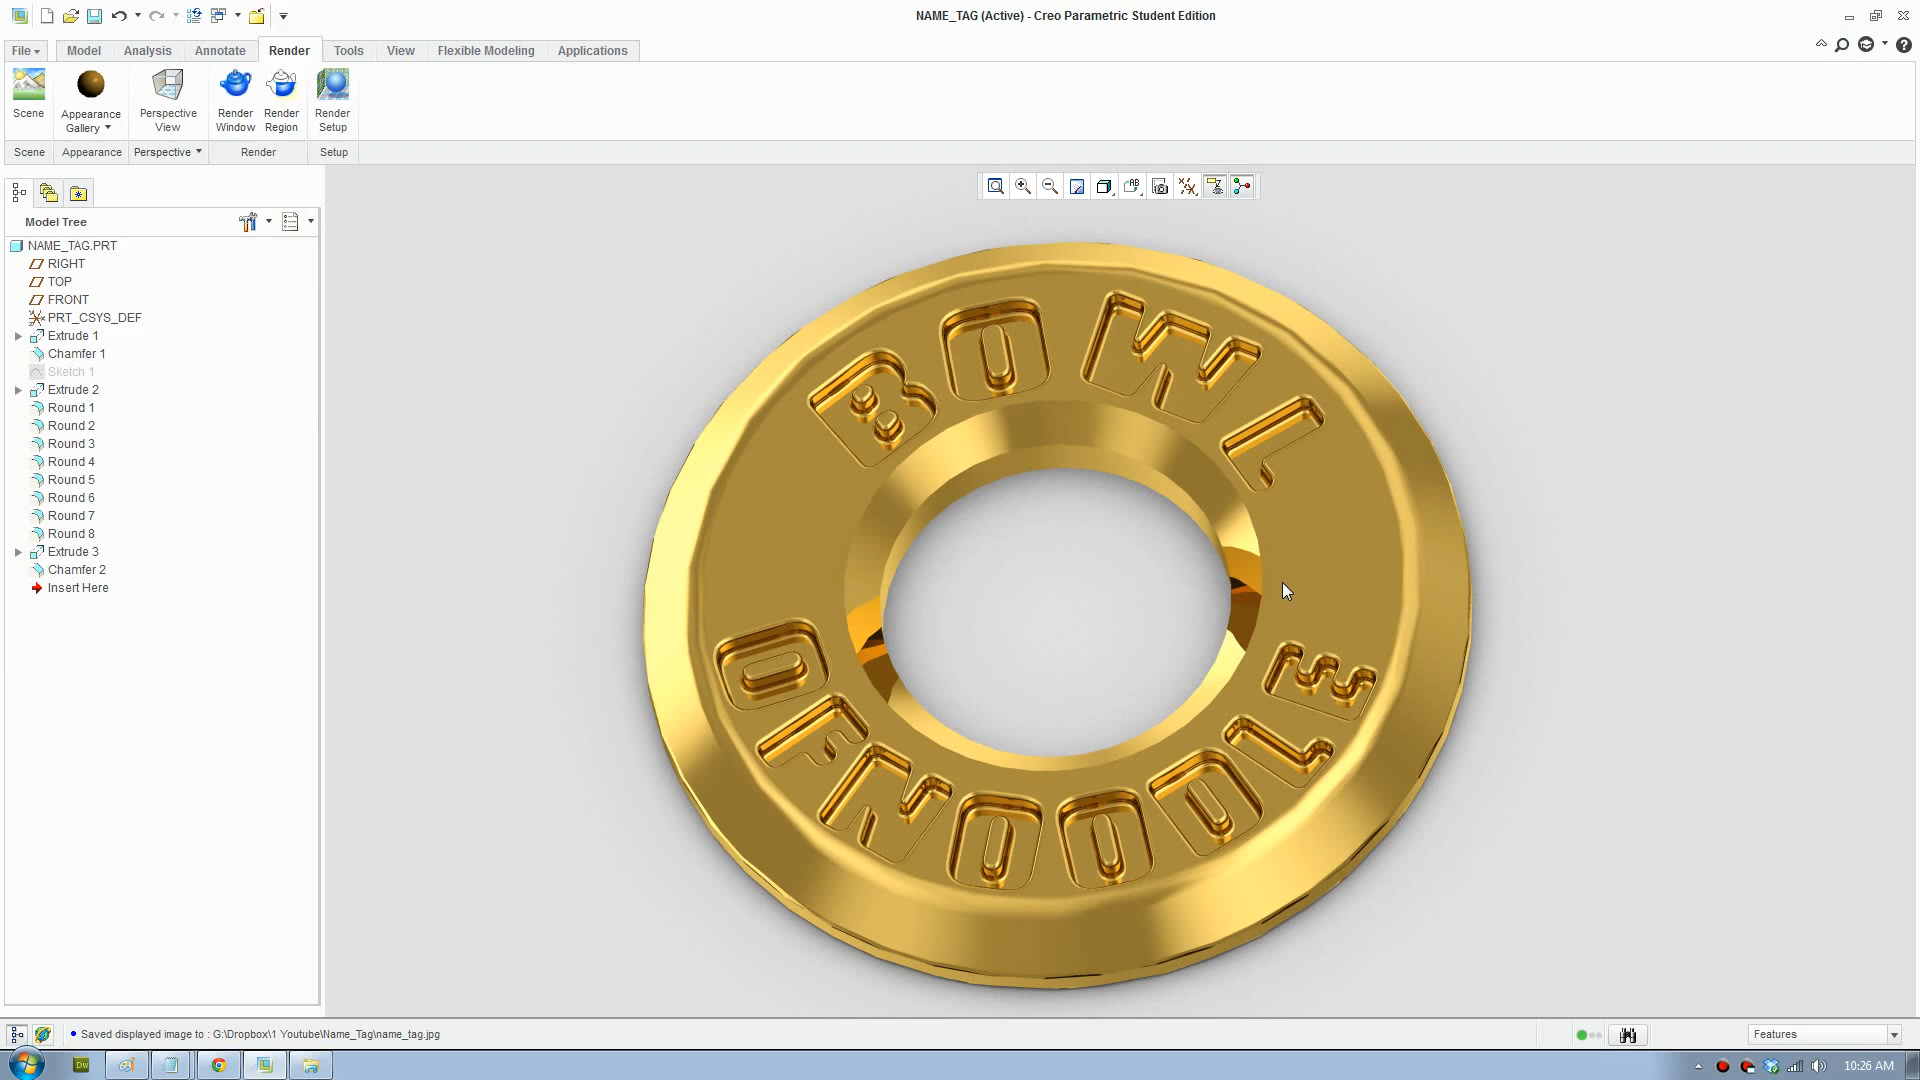 NAME_TAG (Active) - Creo Parametric Student Edition
File Model Analysis Annotate Render Tools View Flexible Modeling Applications
Scene
Appearance Gallery
Perspective View
Render Window
Render Region
Render Setup
Scene Appearance Perspective Render Setup
Model Tree
NAME_TAG.PRT
RIGHT
TOP
FRONT
PRT_CSYS_DEF
Extrude 1
Chamfer 1
Sketch 1
Extrude 2
Round 1
Round 2
Round 3
Round 4
Round 5
Round 6
Round 7
Round 8
Extrude 3
Chamfer 2
Insert Here
BOWL
OFNOODLE
Saved displayed image to : G:\Dropbox\1 Youtube\Name_Tag\name_tag.jpg
Features
Dw
10:26 AM